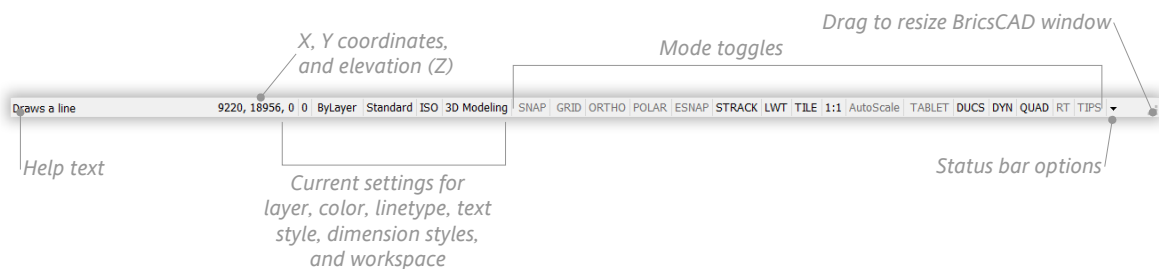 Drag to resize BricsCAD window
X, Y coordinates,
and elevation (Z)
Mode toggles
Draws a line 9220, 18956, 0 0 ByLayer Standard ISO 3D Modeling SNAP GRID ORTHO POLAR ESNAP STRACK LWT TILE 1:1 AutoScale TABLET DUCS DYN QUAD RT TIPS
Help text
Status bar options
Current settings for
layer, color, linetype, text
style, dimension styles,
and workspace